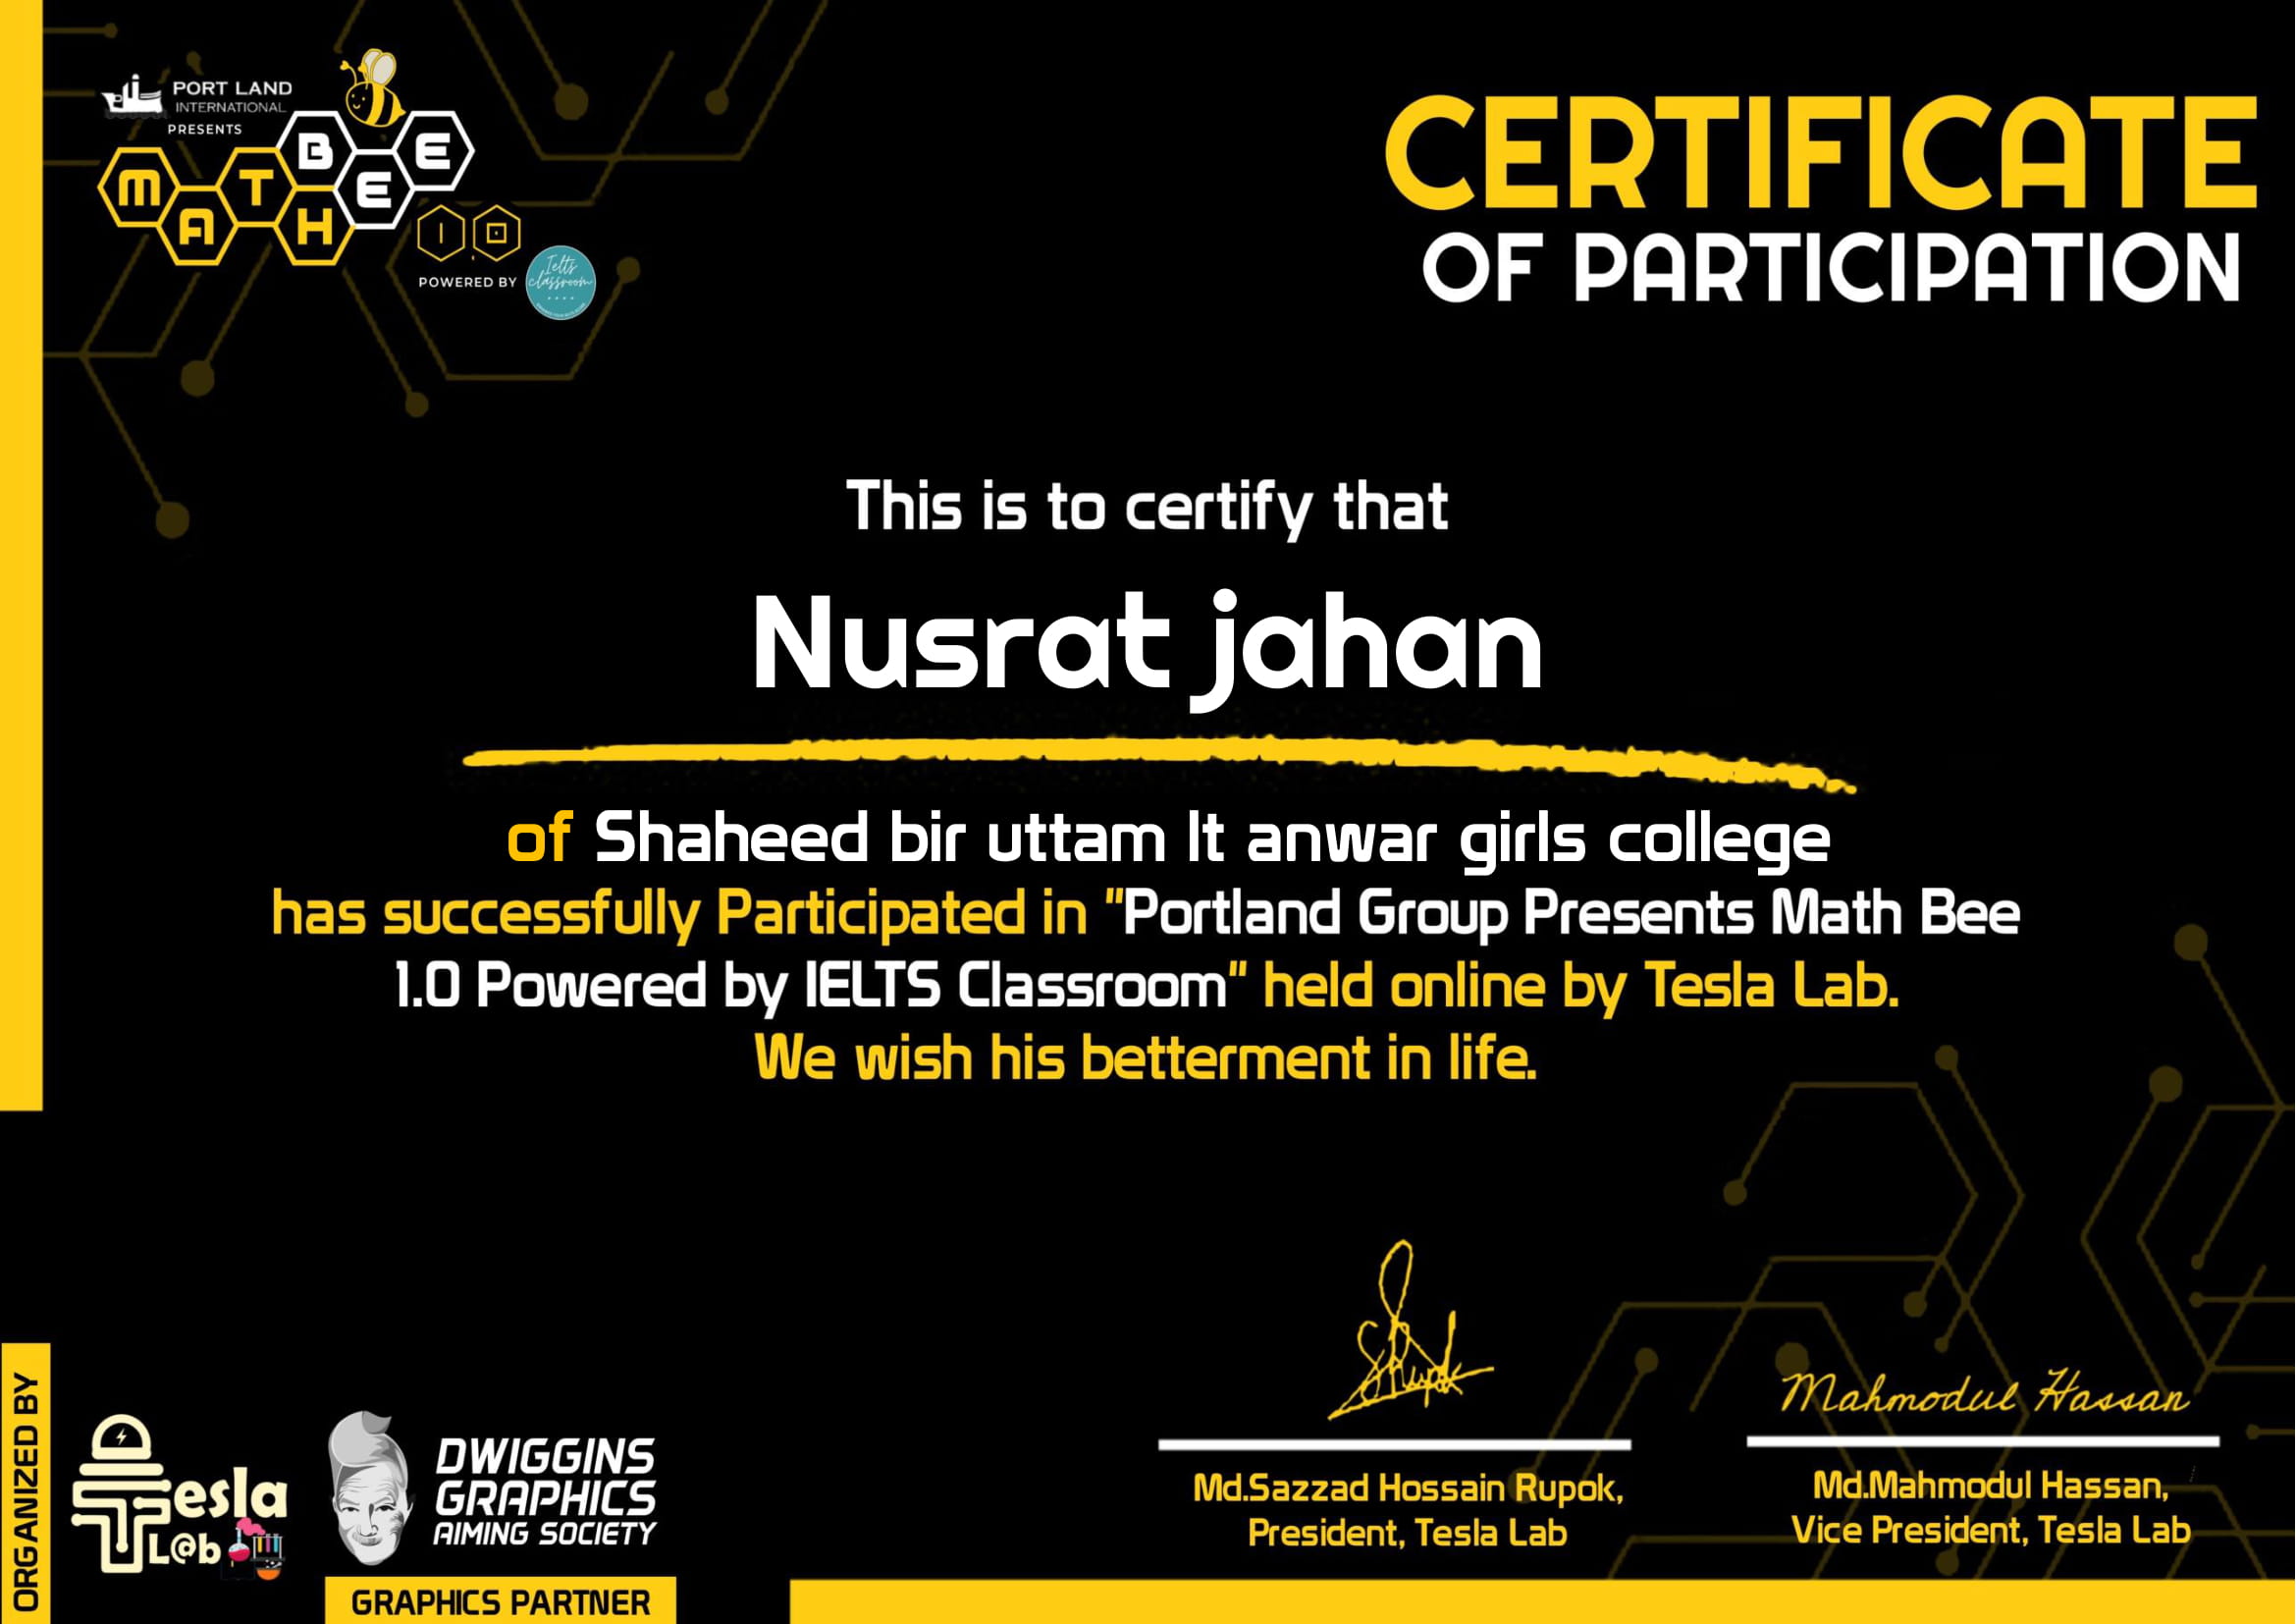 PORT LAND
INTERNATIONAL
PRESENTS
MATH BEE
1.0
POWERED BY
Ielts
classroom
CERTIFICATE
OF PARTICIPATION
This is to certify that
Nusrat jahan
of Shaheed bir uttam lt anwar girls college
has successfully Participated in "Portland Group Presents Math Bee
1.0 Powered by IELTS Classroom" held online by Tesla Lab.
We wish his betterment in life.
ORGANIZED BY
Tesla
L@b
DWIGGINS
GRAPHICS
AIMING SOCIETY
GRAPHICS PARTNER
SRupok
Md.Sazzad Hossain Rupok,
President, Tesla Lab
Mahmodul Hassan
Md.Mahmodul Hassan,
Vice President, Tesla Lab